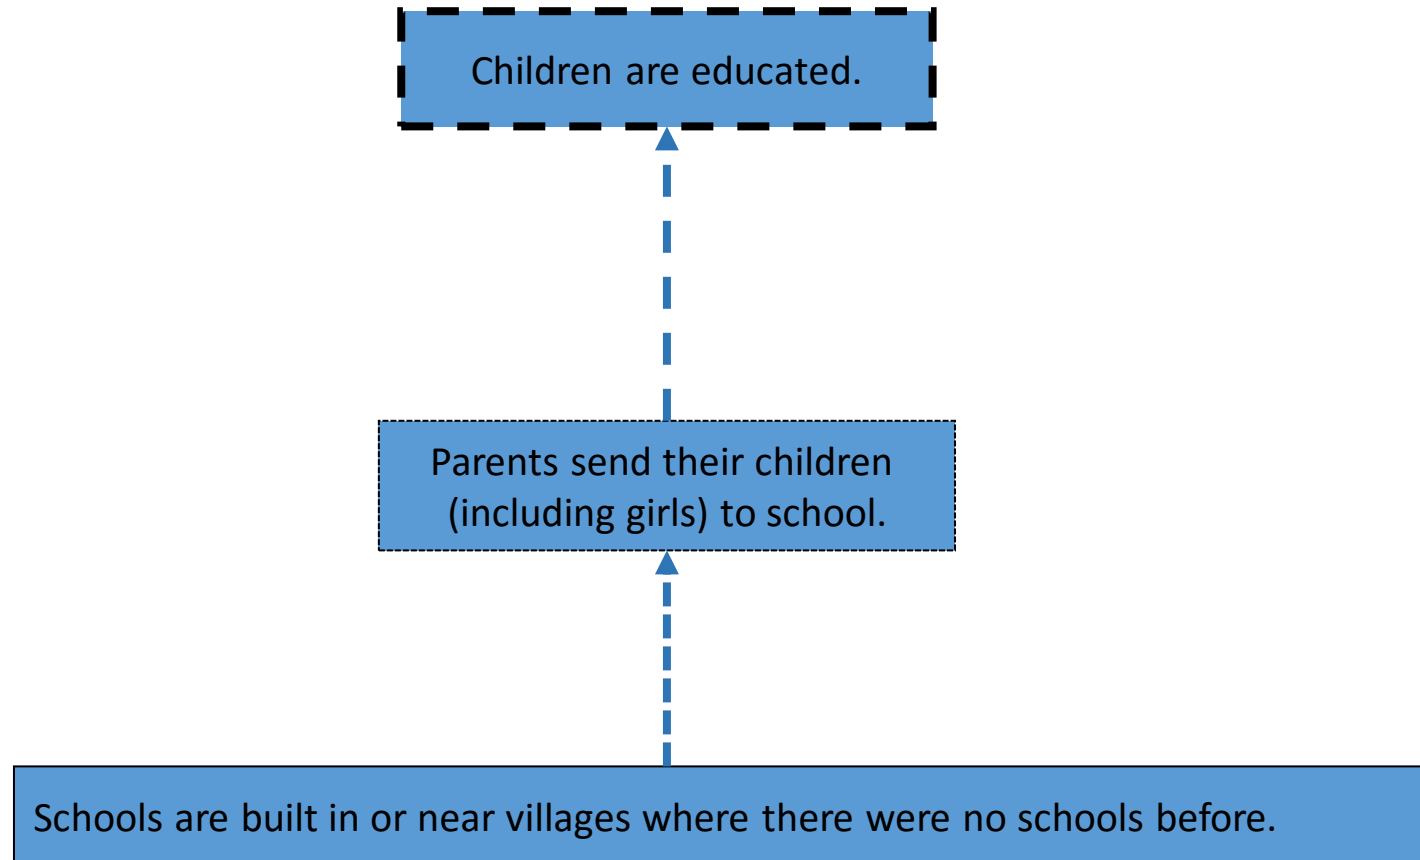 Children are educated.
Parents send their children
(including girls) to school.
Schools are built in or near villages where there were no schools before.